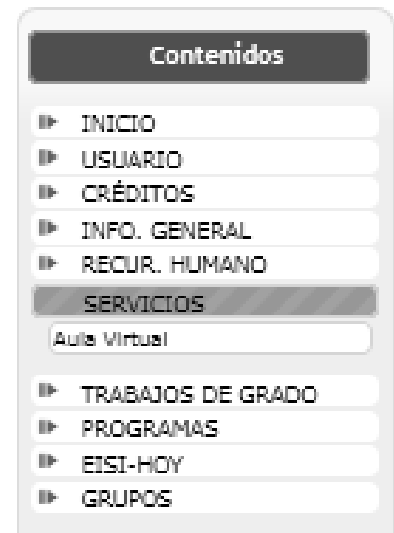 Contenidos
INICIO
USUARIO
CRÉDITOS
INFO. GENERAL
RECUR. HUMANO
SERVICIOS
Aula Virtual
TRABAJOS DE GRADO
PROGRAMAS
EISI-HOY
GRUPOS